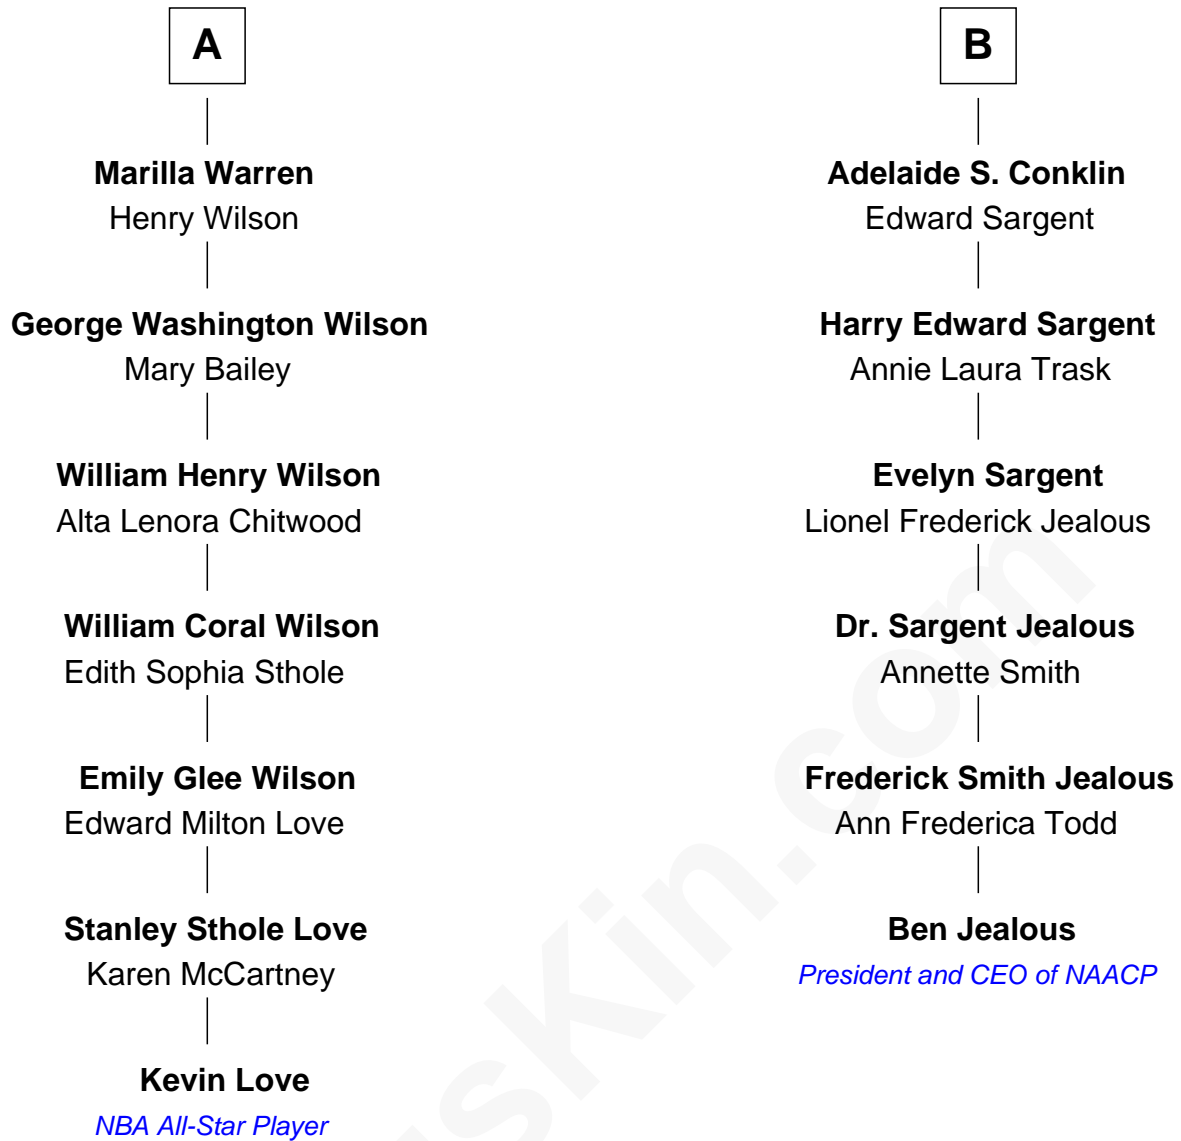 A
Marilla Warren
Henry Wilson
George Washington Wilson
Mary Bailey
William Henry Wilson
Alta Lenora Chitwood
William Coral Wilson
Edith Sophia Sthole
Emily Glee Wilson
Edward Milton Love
Stanley Sthole Love
Karen McCartney
Kevin Love
NBA All-Star Player
B
Adelaide S. Conklin
Edward Sargent
Harry Edward Sargent
Annie Laura Trask
Evelyn Sargent
Lionel Frederick Jealous
Dr. Sargent Jealous
Annette Smith
Frederick Smith Jealous
Ann Frederica Todd
Ben Jealous
President and CEO of NAACP
sKin.com